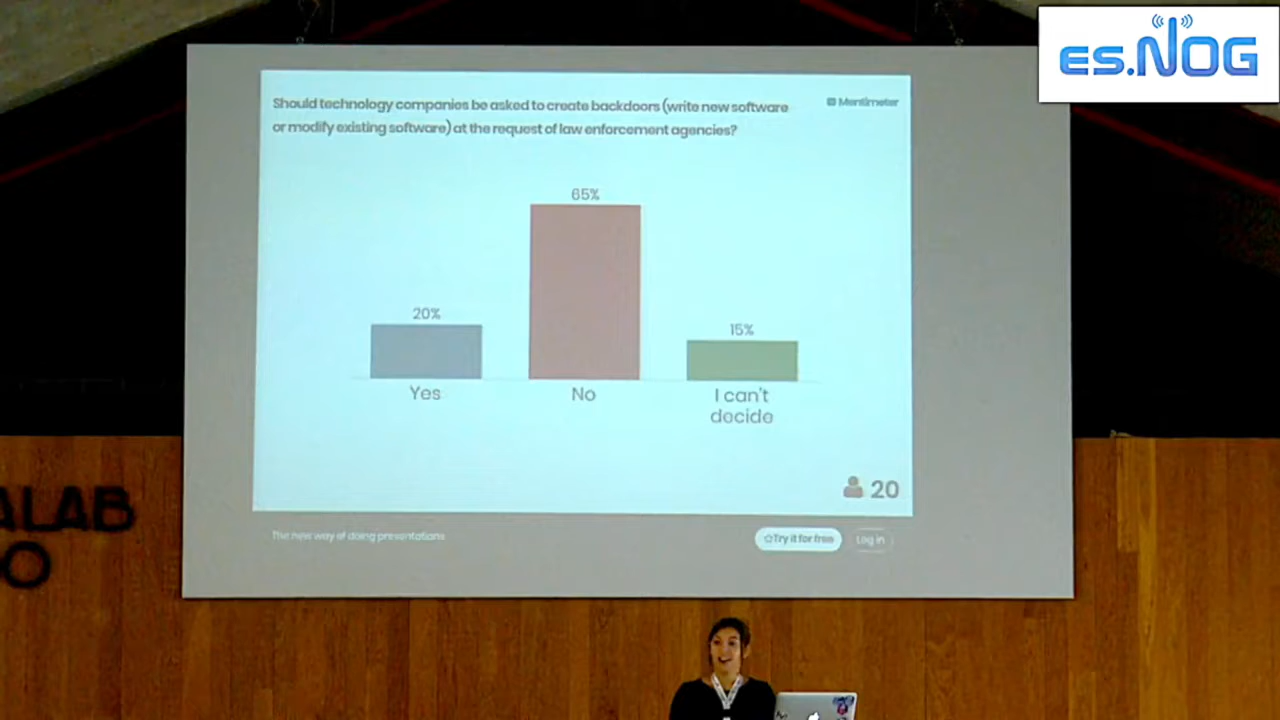 es.NOG
Should technology companies be asked to create backdoors (write new software
or modify existing software) at the request of law enforcement agencies?
Mentimeter
65%
20%
15%
Yes
No
I can't
decide
20
The new way of doing presentations
Try it for free
Log in
ALAB
O